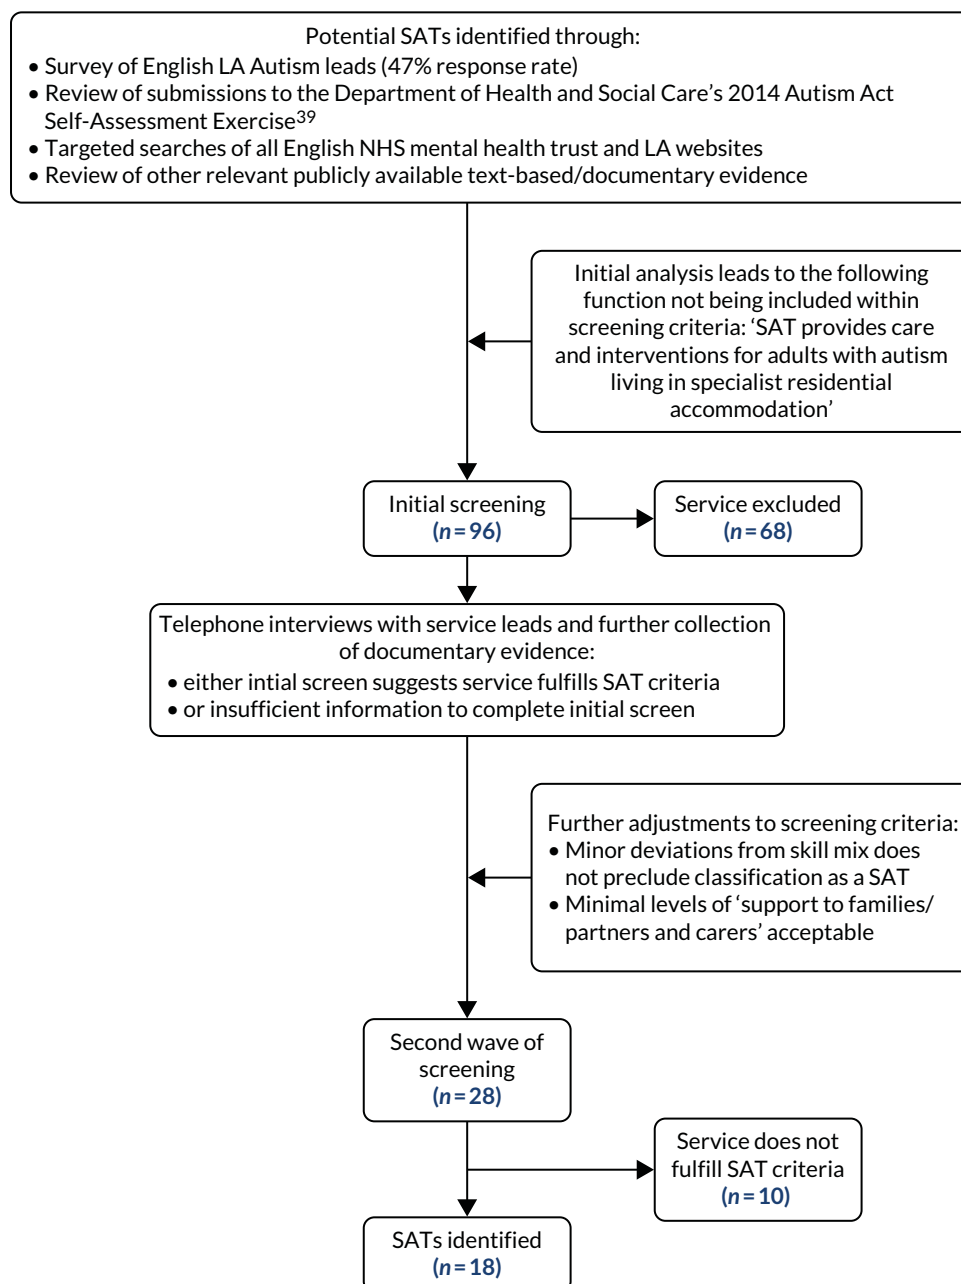 Potential SATs identified through:
• Survey of English LA Autism leads (47% response rate)
• Review of submissions to the Department of Health and Social Care’s 2014 Autism Act
Self-Assessment Exercise39
• Targeted searches of all English NHS mental health trust and LA websites
• Review of other relevant publicly available text-based/documentary evidence
Initial analysis leads to the following
function not being included within
screening criteria: ‘SAT provides care
and interventions for adults with autism
living in specialist residential
accommodation’
Initial screening
(n = 96)
Service excluded
(n = 68)
Telephone interviews with service leads and further collection
of documentary evidence:
• either intial screen suggests service fulfills SAT criteria
• or insufficient information to complete initial screen
Further adjustments to screening criteria:
• Minor deviations from skill mix does
not preclude classification as a SAT
• Minimal levels of ‘support to families/
partners and carers’ acceptable
Second wave of
screening
(n = 28)
Service does not
fulfill SAT criteria
(n = 10)
SATs identified
(n = 18)